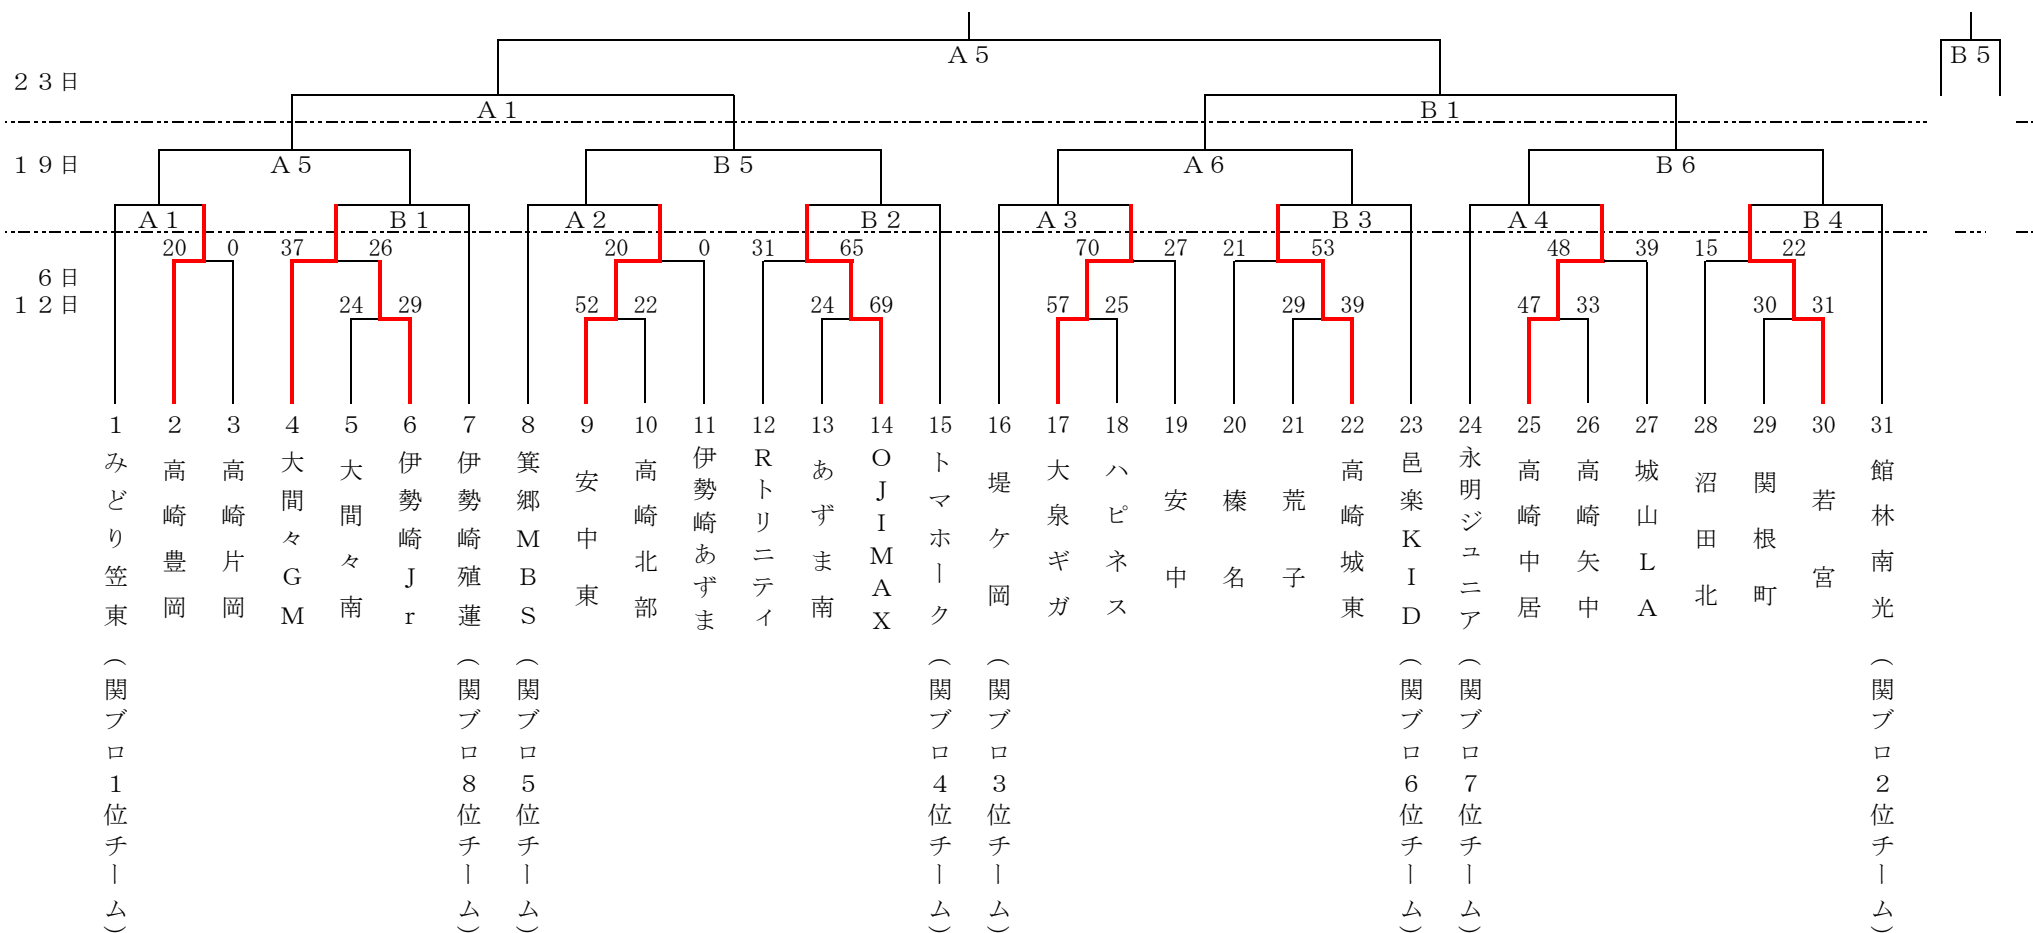 A5
B5
23日
A1
B1
19日
A5
B5
A6
B6
A1
B1
A2
B2
A3
B3
A4
B4
20 0 37 26 20 0 31 65 70 27 21 53 48 39 15 22
6日
12日
24 29 52 22 24 69 57 25 29 39 47 33 30 31
1 みどり笠東(関ブロ1位チーム)
2 高崎豊岡
3 高崎片岡
4 大間々GM
5 大間々南
6 伊勢崎Jr
7 伊勢崎殖蓮(関ブロ8位チーム)
8 箕郷MBS(関ブロ5位チーム)
9 安中東
10 高崎北部
11 伊勢崎あずま
12 Rトリニティ
13 あずま南
14 OJIMAX
15 トマホーク(関ブロ4位チーム)
16 堤ケ岡(関ブロ3位チーム)
17 大泉ギガ
18 ハピネス
19 安中
20 榛名
21 荒子
22 高崎城東
23 邑楽KID(関ブロ6位チーム)
24 永明ジュニア(関ブロ7位チーム)
25 高崎中居
26 高崎矢中
27 城山LA
28 沼田北
29 関根町
30 若宮
31 館林南光(関ブロ2位チーム)